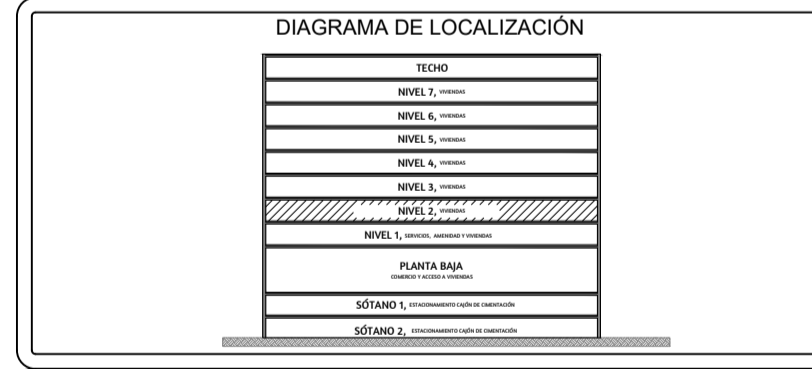 DIAGRAMA DE LOCALIZACIÓN
TECHO
NIVEL 7, VIVIENDAS
NIVEL 6, VIVIENDAS
NIVEL 5, VIVIENDAS
NIVEL 4, VIVIENDAS
NIVEL 3, VIVIENDAS
NIVEL 2, VIVIENDAS
NIVEL 1, SERVICIOS, AMENIDAD Y VIVIENDAS
PLANTA BAJA
COMERCIO Y ACCESO A VIVIENDAS
SÓTANO 1, ESTACIONAMIENTO CAJÓN DE CIMENTACIÓN
SÓTANO 2, ESTACIONAMIENTO CAJÓN DE CIMENTACIÓN